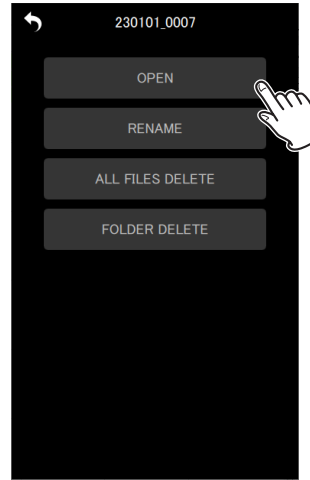 230101_0007
OPEN
RENAME
ALL FILES DELETE
FOLDER DELETE